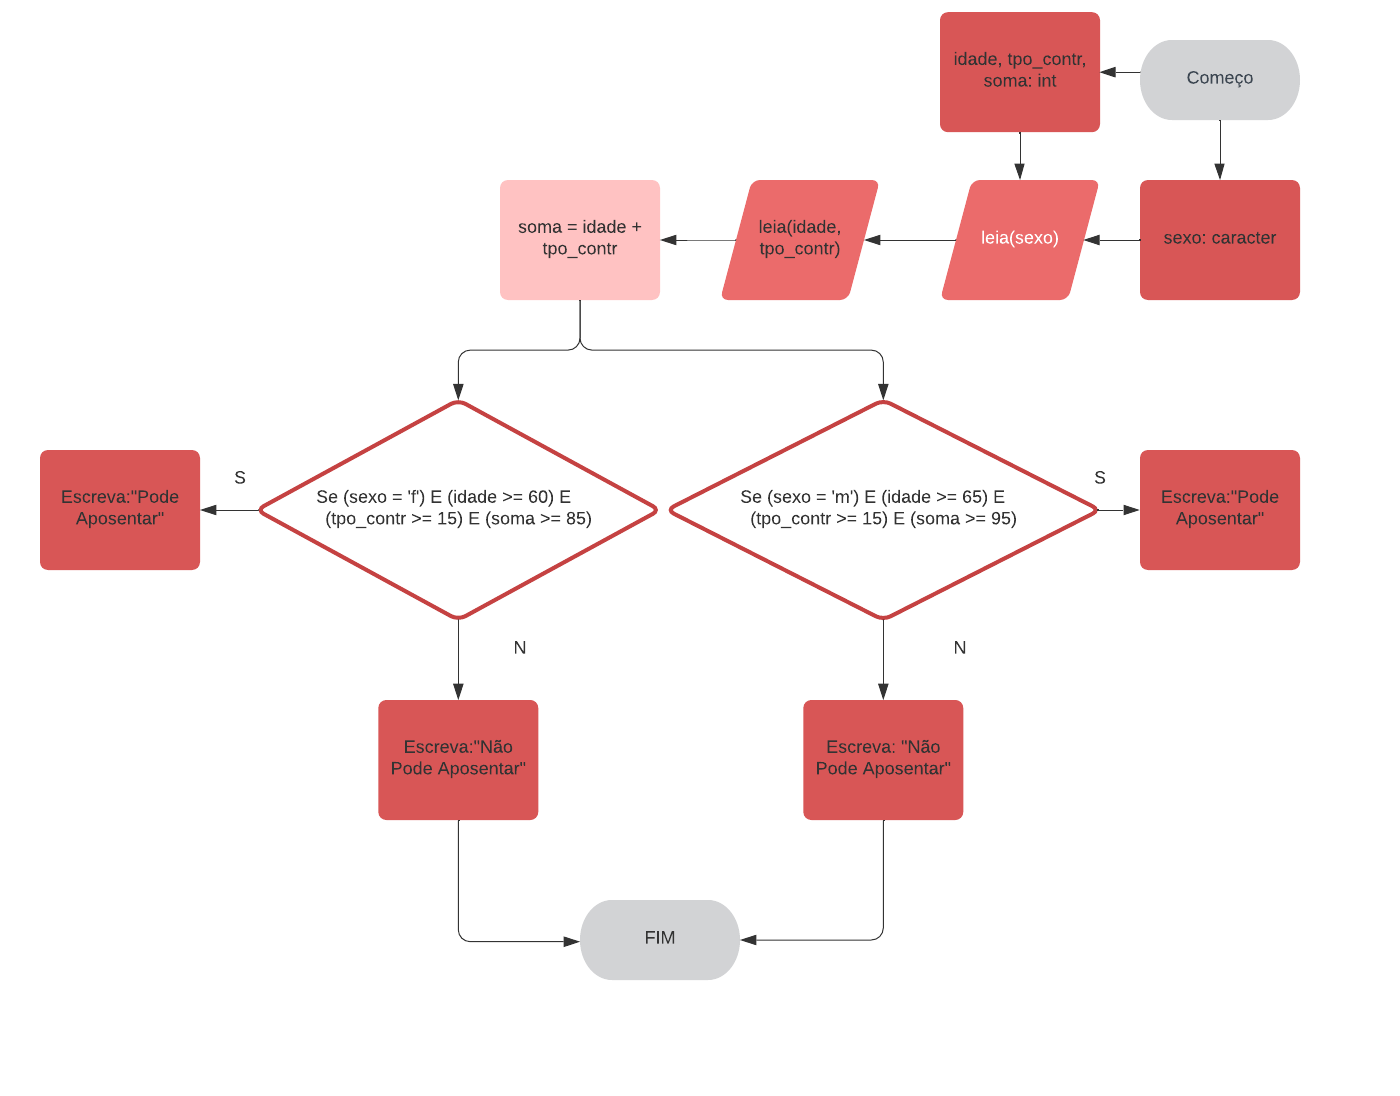 idade, tpo_contr,
soma: int
Começo
soma = idade +
tpo_contr
leia(idade,
tpo_contr)
leia(sexo)
sexo: caracter
S
Escreva:"Pode
Aposentar"
Se (sexo = 'f') E (idade >= 60) E
(tpo_contr >= 15) E (soma >= 85)
Se (sexo = 'm') E (idade >= 65) E
(tpo_contr >= 15) E (soma >= 95)
S
Escreva:"Pode
Aposentar"
N
N
Escreva:"Não
Pode Aposentar"
Escreva: "Não
Pode Aposentar"
FIM